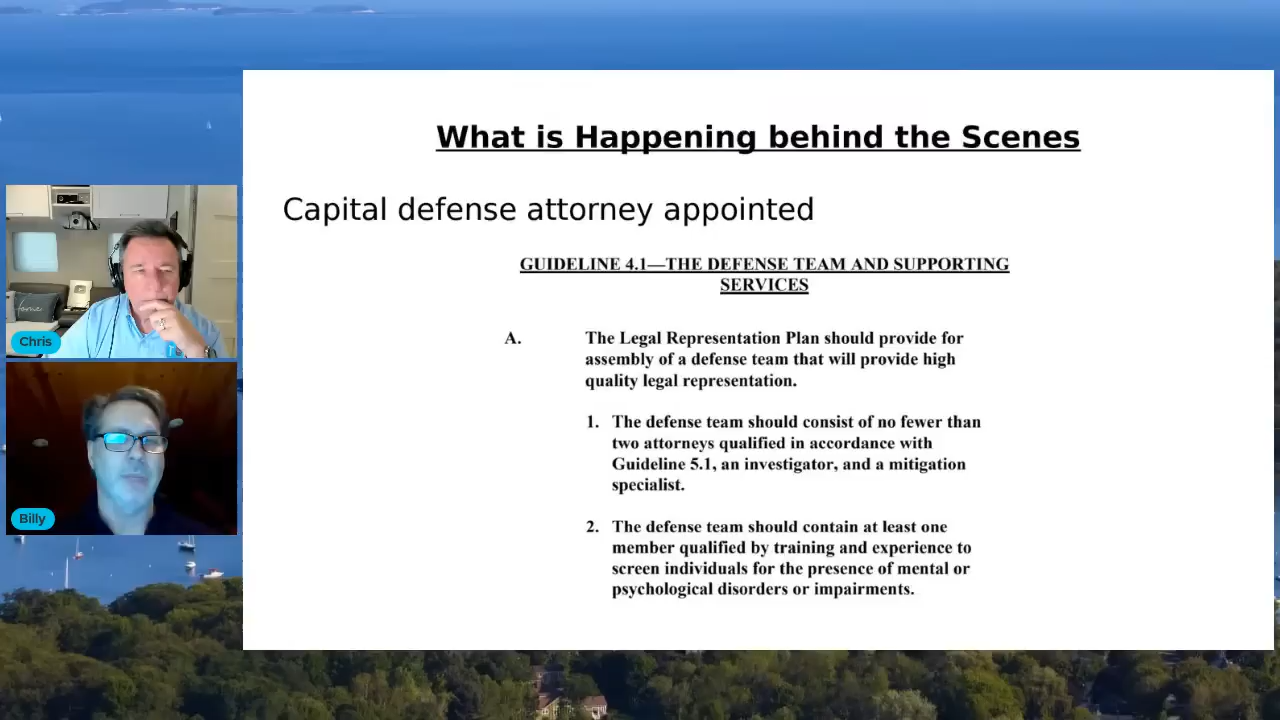 What is Happening behind the Scenes
Capital defense attorney appointed
GUIDELINE 4.1—THE DEFENSE TEAM AND SUPPORTING
SERVICES
A. The Legal Representation Plan should provide for
assembly of a defense team that will provide high
quality legal representation.
1. The defense team should consist of no fewer than
two attorneys qualified in accordance with
Guideline 5.1, an investigator, and a mitigation
specialist.
2. The defense team should contain at least one
member qualified by training and experience to
screen individuals for the presence of mental or
psychological disorders or impairments.
home
Chris
Billy